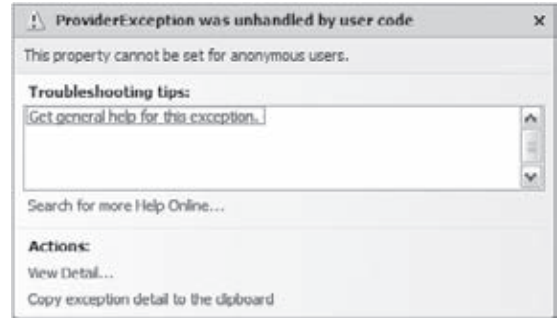 ProviderException was unhandled by user code
This property cannot be set for anonymous users.
Troubleshooting tips:
Get general help for this exception.
Search for more Help Online...
Actions:
View Detail...
Copy exception detail to the clipboard